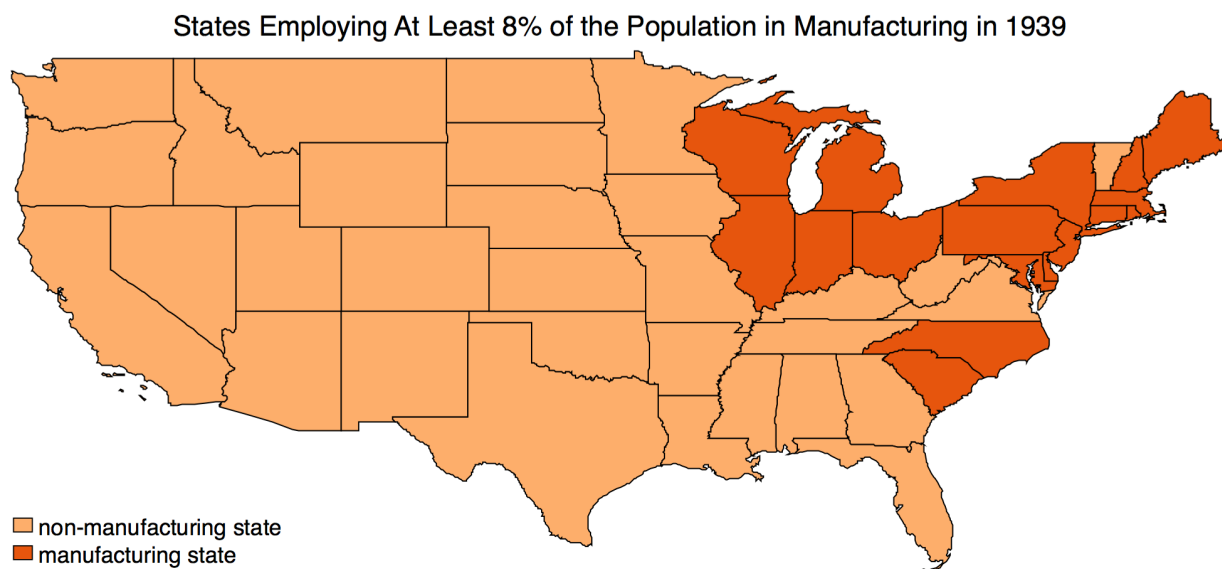 States Employing At Least 8% of the Population in Manufacturing in 1939
non-manufacturing state
manufacturing state